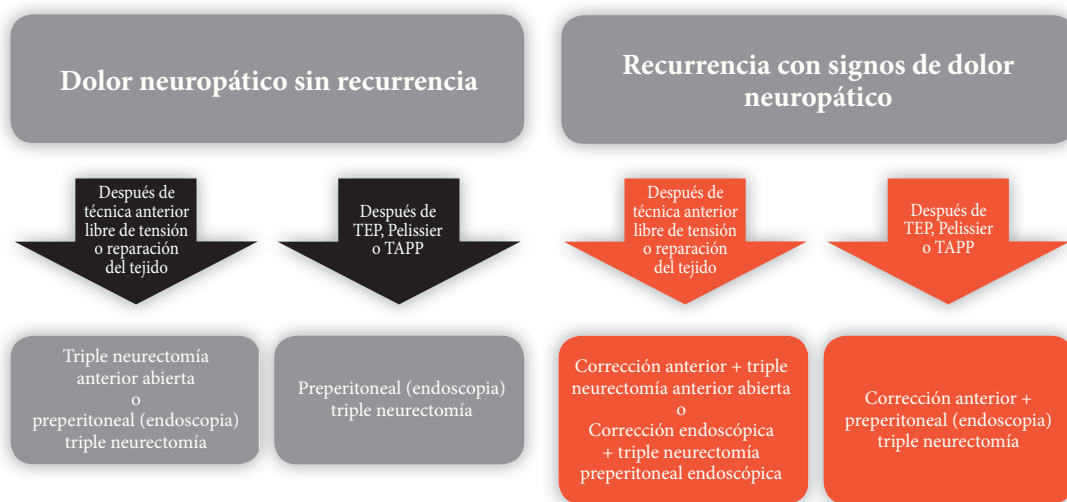 Dolor neuropático sin recurrencia
Recurrencia con signos de dolor
neuropático
Después de
técnica anterior
libre de tensión
o reparación
del tejido
Después de
TEP, Pelissier
o TAPP
Después de
técnica anterior
libre de tensión
o reparación
del tejido
Después de
TEP, Pelissier
o TAPP
Triple neurectomía
anterior abierta
o
preperitoneal (endoscopia)
triple neurectomía
Preperitoneal (endoscopia)
triple neurectomía
Corrección anterior + triple
neurectomía anterior abierta
o
Corrección endoscópica
+ triple neurectomía
preperitoneal endoscópica
Corrección anterior +
preperitoneal (endoscopia)
triple neurectomía